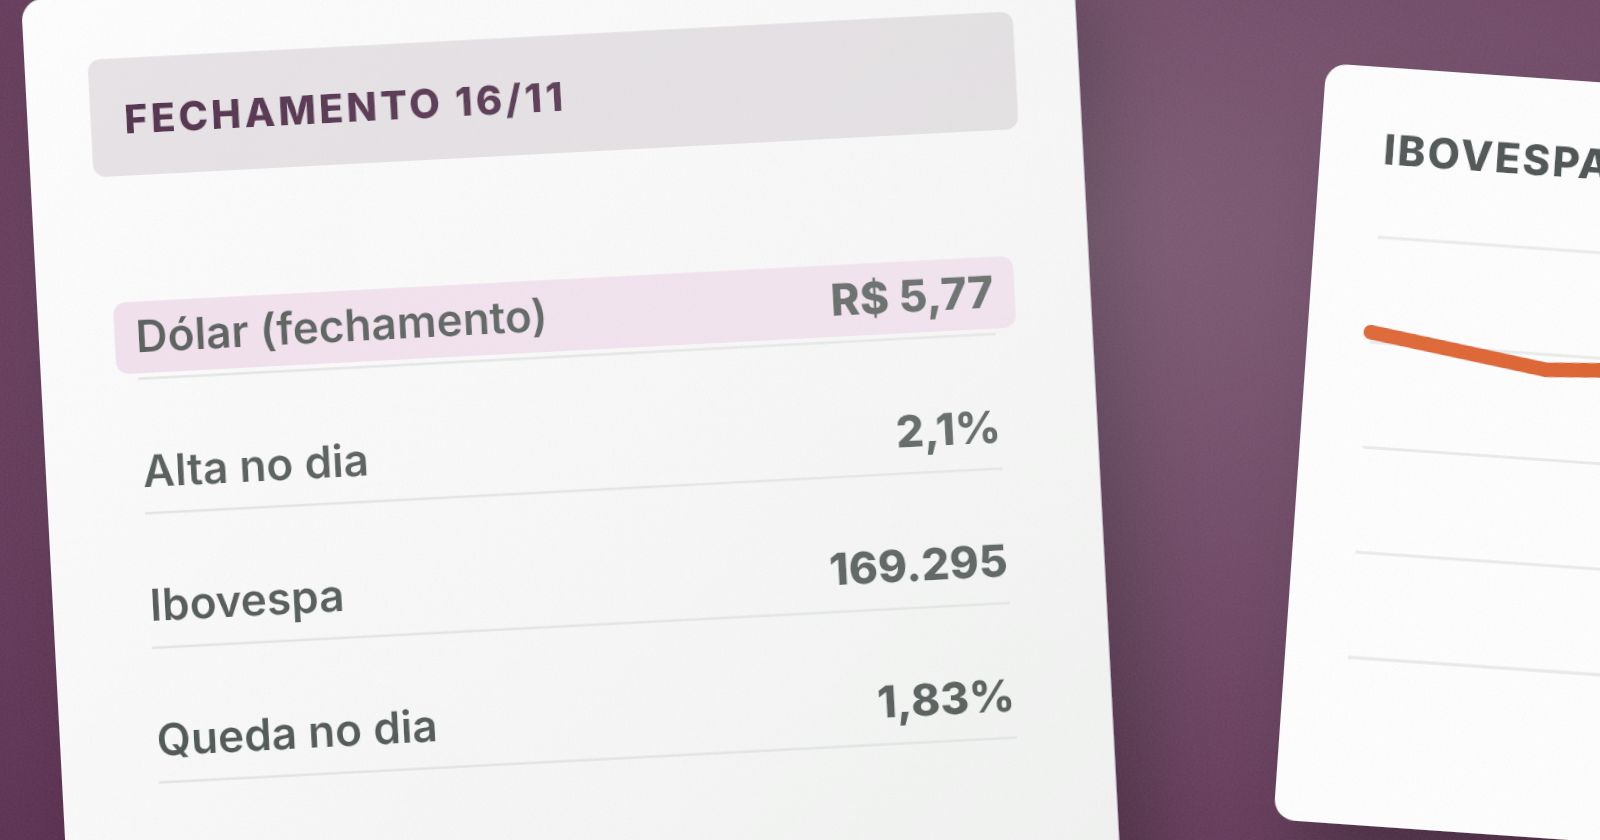 FECHAMENTO 16/11
Dólar (fechamento) R$ 5,77
Alta no dia 2,1%
Ibovespa 169.295
Queda no dia 1,83%
IBOVESPA